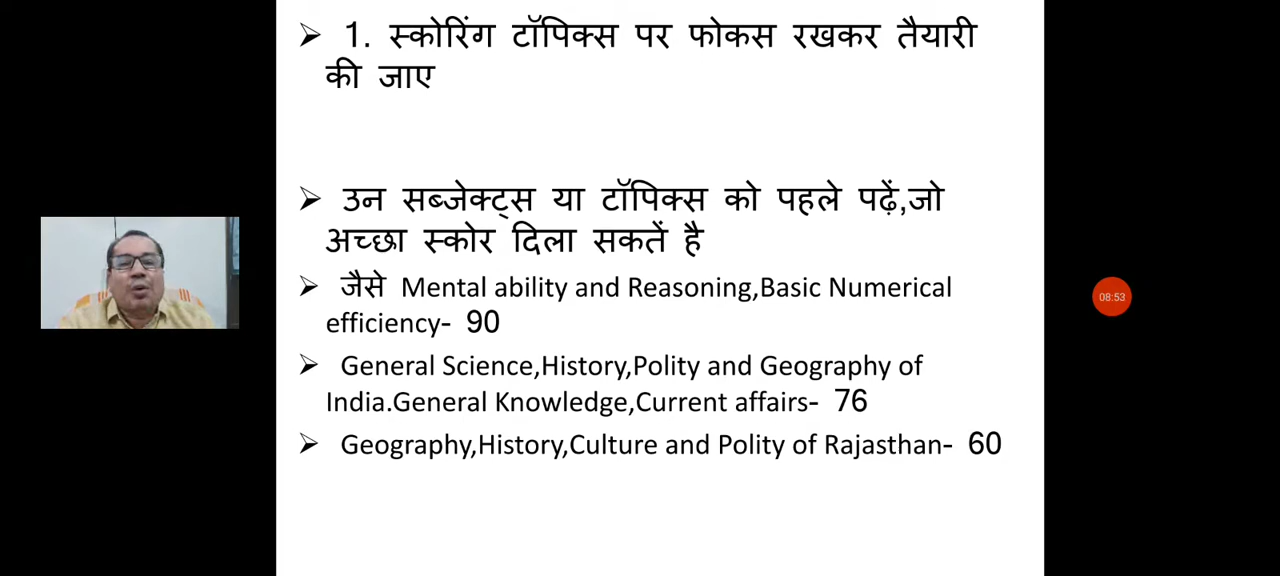 ➢ 1. स्कोरिंग टॉपिक्स पर फोकस रखकर तैयारी
की जाए
➢ उन सब्जेक्ट्स या टॉपिक्स को पहले पढ़ें,जो
अच्छा स्कोर दिला सकतें है
➢ जैसे Mental ability and Reasoning,Basic Numerical
efficiency- 90
➢ General Science,History,Polity and Geography of
India.General Knowledge,Current affairs- 76
➢ Geography,History,Culture and Polity of Rajasthan- 60
08:53